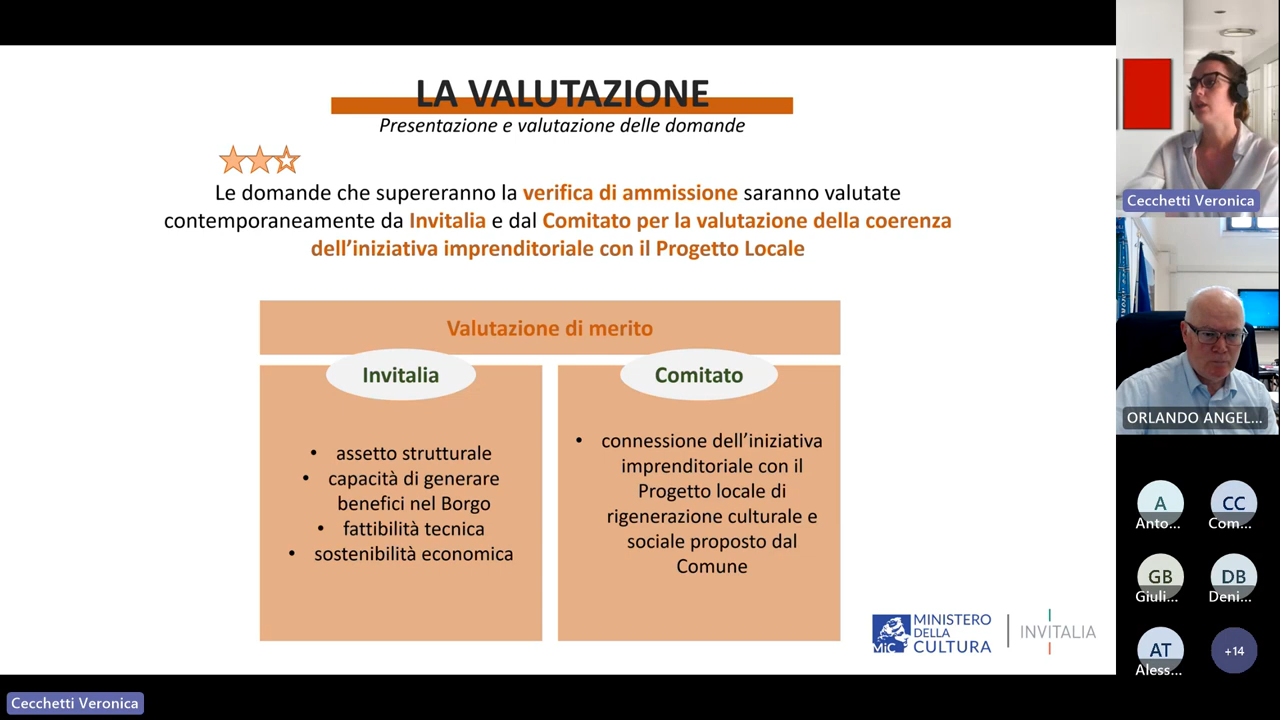 LA VALUTAZIONE
Presentazione e valutazione delle domande
Le domande che supereranno la verifica di ammissione saranno valutate
contemporaneamente da Invitalia e dal Comitato per la valutazione della coerenza
dell'iniziativa imprenditoriale con il Progetto Locale
Valutazione di merito
Invitalia
• assetto strutturale
• capacità di generare
benefici nel Borgo
• fattibilità tecnica
• sostenibilità economica
Comitato
• connessione dell'iniziativa
imprenditoriale con il
Progetto locale di
rigenerazione culturale e
sociale proposto dal
Comune
MiC
MINISTERO
DELLA
CULTURA
INVITALIA
Cecchetti Veronica
Cecchetti Veronica
ORLANDO ANGEL...
A
Anto...
CC
Com...
GB
Giuli...
DB
Deni...
AT
Aless...
+14